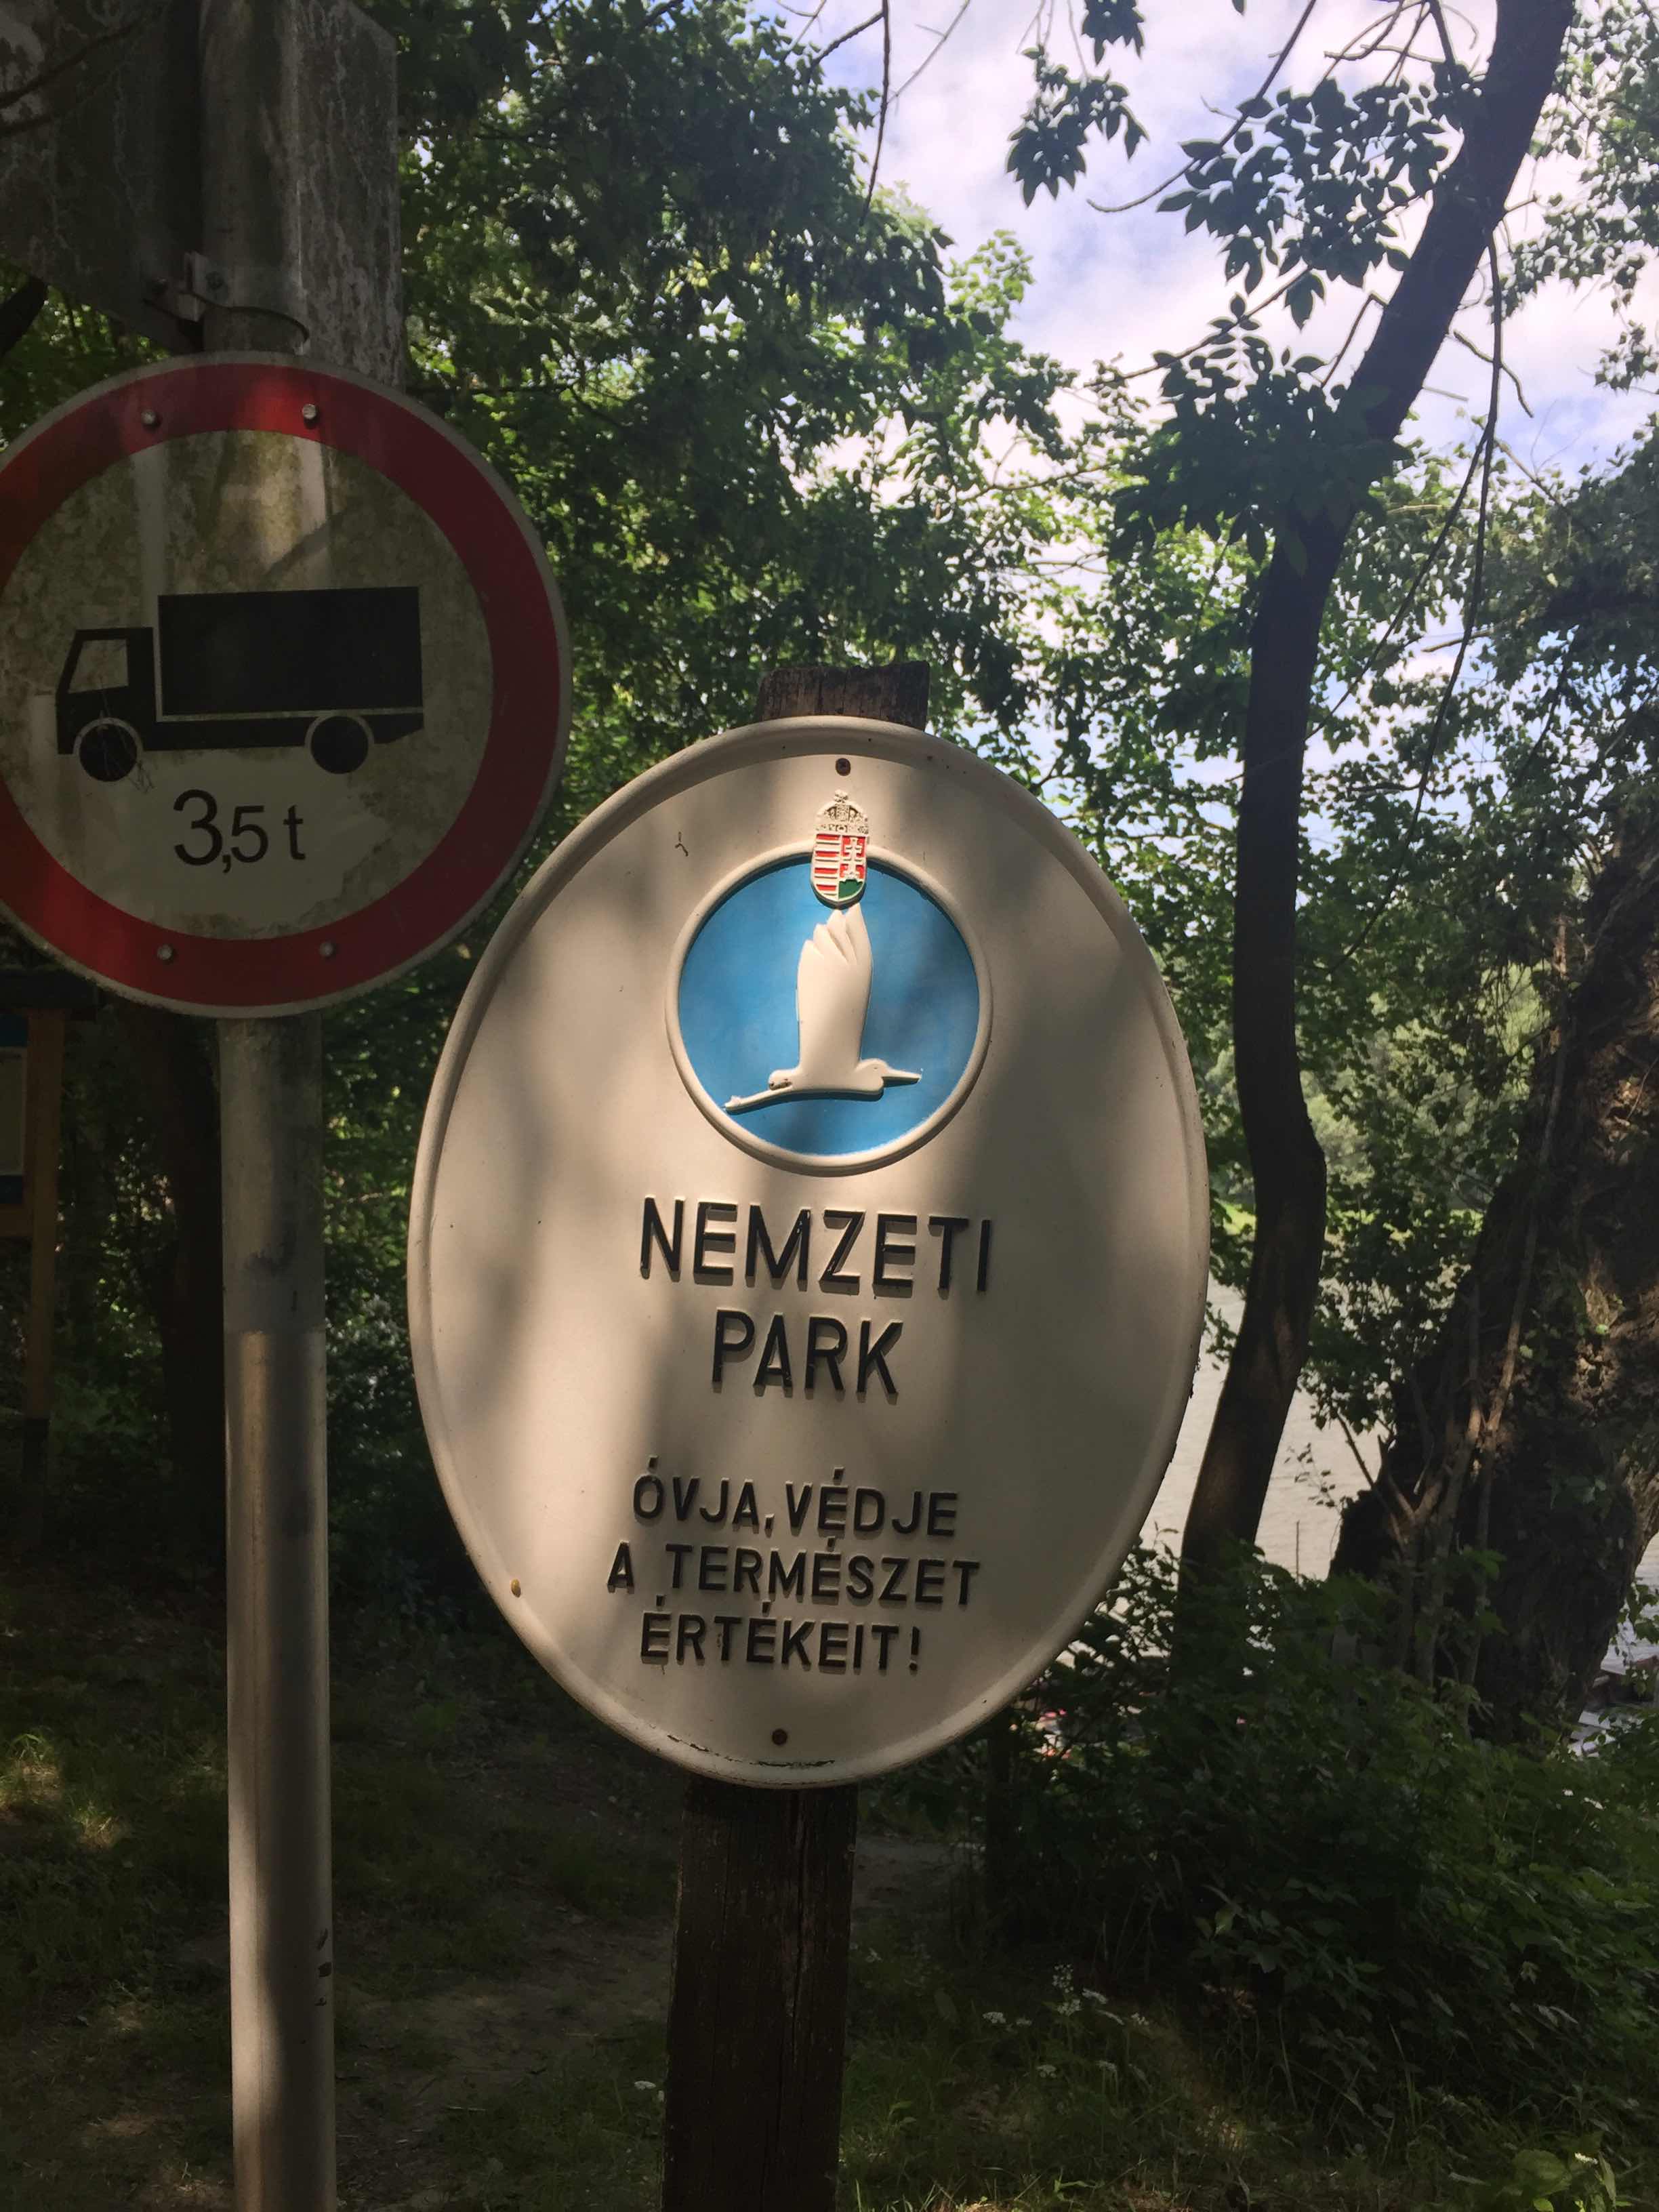 3,5 t
NEMZETI
PARK
ÓVJA, VÉDJE
A TERMÉSZET
ÉRTÉKEIT!